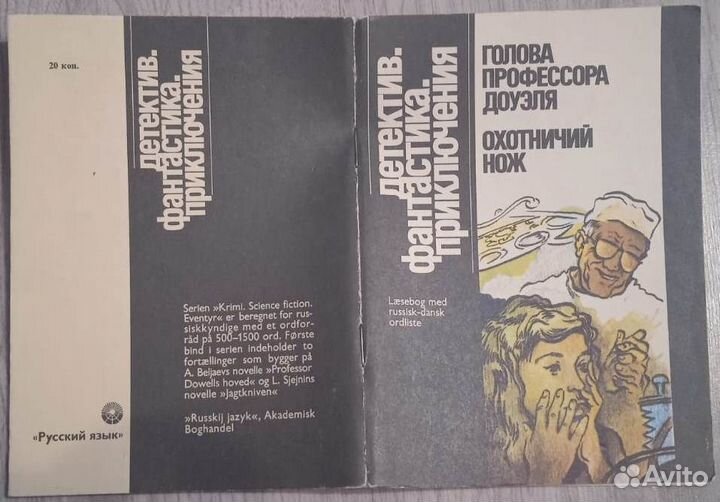 20 коп.
детектив.
фантастика.
приключения
Serien »Krimi. Science fiction.
Eventyr« er beregnet for rus-
siskkyndige med et ordfor-
råd på 500–1500 ord. Første
bind i serien indeholder to
fortællinger som bygger på
A. Beljaevs novelle »Professor
Dowells hoved« og L. Sjejnins
novelle »Jagtkniven«
»Russkij jazyk«, Akademisk
Boghandel
«Русский язык»
детектив.
фантастика.
приключения
ГОЛОВА
ПРОФЕССОРА
ДОУЭЛЯ
ОХОТНИЧИЙ
НОЖ
Læsebog med
russisk-dansk
ordliste
Avito